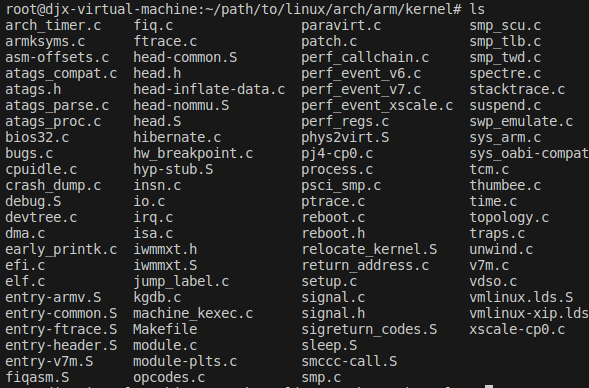 root@djx-virtual-machine:~/path/to/linux/arch/arm/kernel# ls
arch_timer.c fiq.c paravirt.c smp_scu.c
armksyms.c ftrace.c patch.c smp_tlb.c
asm-offsets.c head-common.S perf_callchain.c smp_twd.c
atags_compat.c head.h perf_event_v6.c spectre.c
atags.h head-inflate-data.c perf_event_v7.c stacktrace.c
atags_parse.c head-nommu.S perf_event_xscale.c suspend.c
atags_proc.c head.S perf_regs.c swp_emulate.c
bios32.c hibernate.c phys2virt.S sys_arm.c
bugs.c hw_breakpoint.c pj4-cp0.c sys_oabi-compat
cpuidle.c hyp-stub.S process.c tcm.c
crash_dump.c insn.c psci_smp.c thumbee.c
debug.S io.c ptrace.c time.c
devtree.c irq.c reboot.c topology.c
dma.c isa.c reboot.h traps.c
early_printk.c iwmmxt.h relocate_kernel.S unwind.c
efi.c iwmmxt.S return_address.c v7m.c
elf.c jump_label.c setup.c vdso.c
entry-armv.S kgdb.c signal.c vmlinux.lds.S
entry-common.S machine_kexec.c signal.h vmlinux-xip.lds
entry-ftrace.S Makefile sigreturn_codes.S xscale-cp0.c
entry-header.S module.c sleep.S
entry-v7m.S module-plts.c smccc-call.S
fiqasm.S opcodes.c smp.c